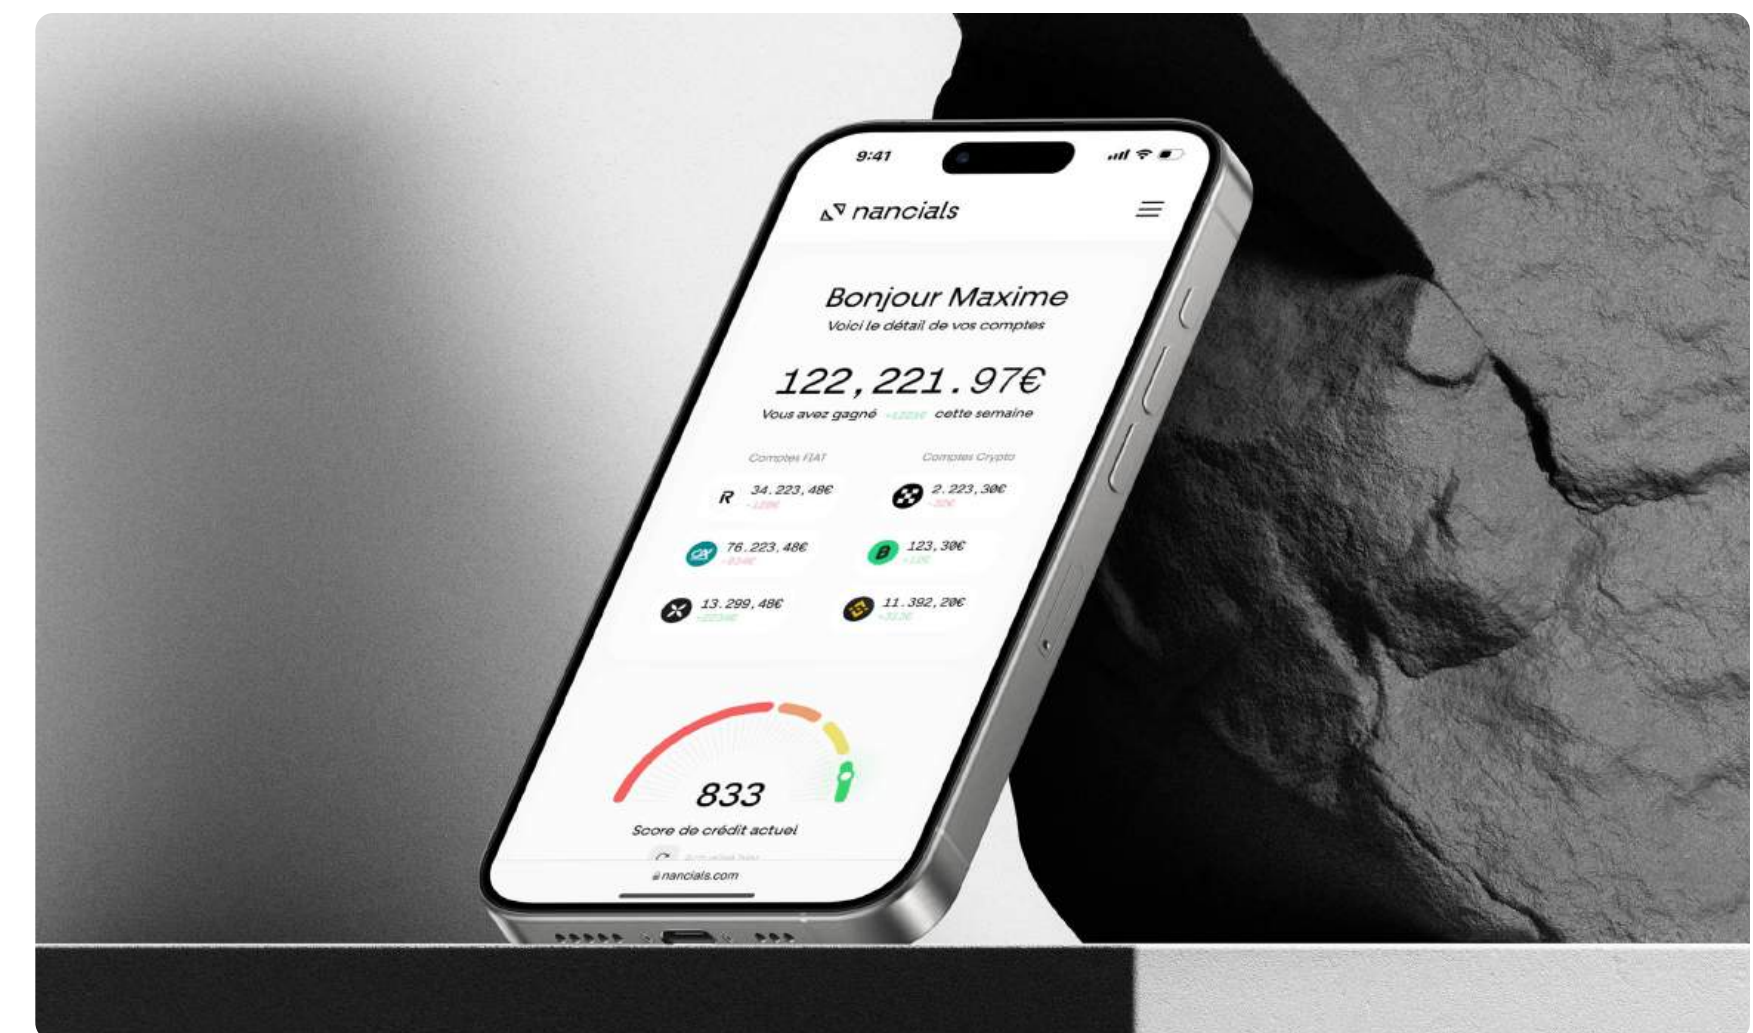 9:41
nancials
Bonjour Maxime
Voici le détail de vos comptes
122,221.97€
Vous avez gagné cette semaine
Comptes FIAT
Comptes Crypto
R 34.223,48€
2.223,30€
CA 76.223,48€
B 123,30€
13.299,48€
11.392,20€
833
Score de crédit actuel
nancials.com